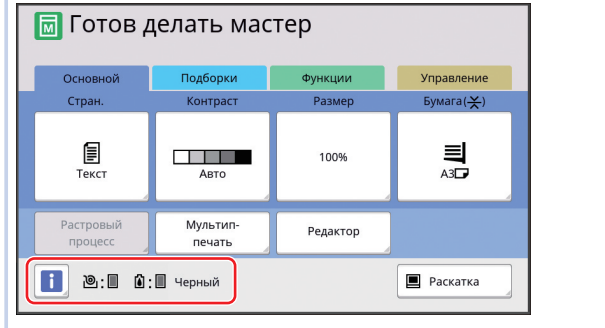 M Готов делать мастер
Основной Подборки Функции Управление
Стран. Контраст Размер Бумага( )
Текст Авто 100% A3
Растровый процесс Мультип-печать Редактор
i : : Черный Раскатка